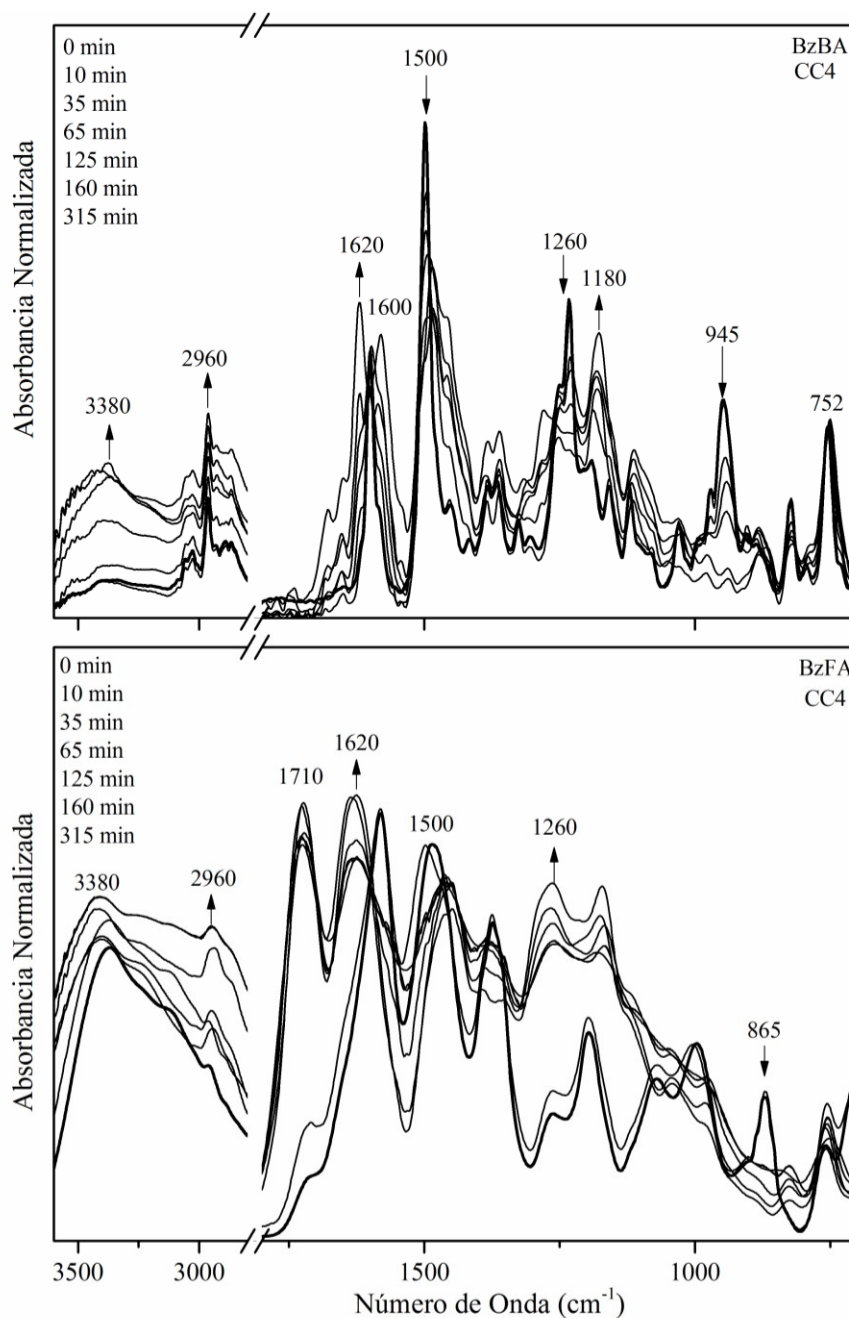 0 min
10 min
35 min
65 min
125 min
160 min
315 min
BzBA
CC4
1500
1620
1600
1260
1180
945
752
2960
3380
Absorbancia Normalizada
0 min
10 min
35 min
65 min
125 min
160 min
315 min
BzFA
CC4
1710
1620
1500
1260
865
3380
2960
Absorbancia Normalizada
3500
3000
1500
1000
Número de Onda (cm⁻¹)